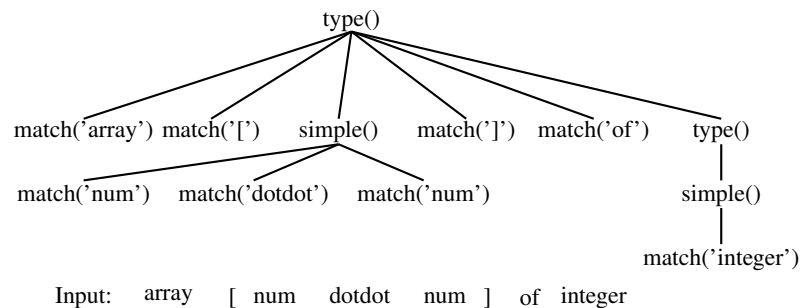 type()
match('array') match('[') simple() match(']') match('of') type()
match('num') match('dotdot') match('num') simple()
match('integer')
Input: array [ num dotdot num ] of integer